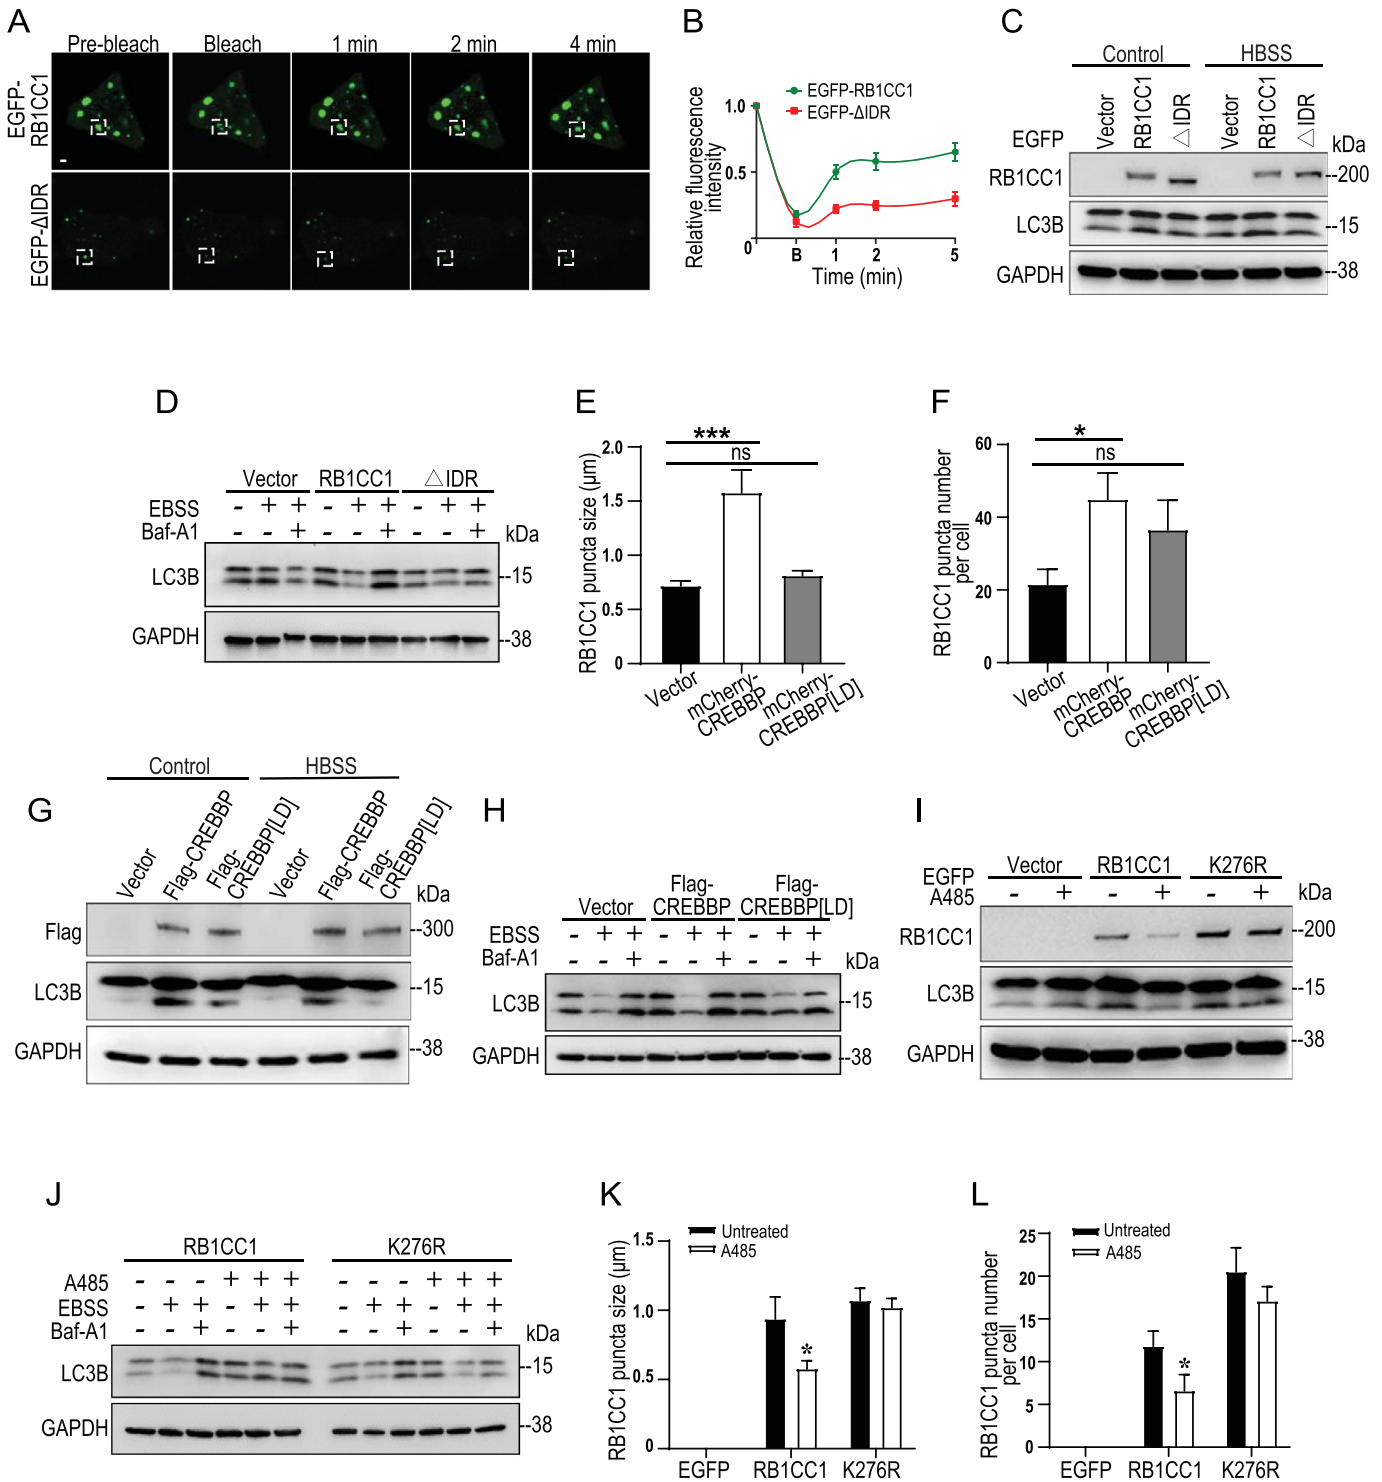 A
Pre-bleach Bleach 1 min 2 min 4 min
EGFP-
RB1CC1
EGFP-ΔIDR
B
EGFP-RB1CC1
EGFP-ΔIDR
Relative fluorescence
intensity
1.0
0.5
0
B 1 2 5
Time (min)
C
Control HBSS
EGFP Vector RB1CC1 △IDR Vector RB1CC1 △IDR kDa
RB1CC1 --200
LC3B --15
GAPDH --38
D
Vector RB1CC1 △IDR
EBSS - + + - + + - + +
Baf-A1 - - + - - + - - + kDa
LC3B --15
GAPDH --38
E
RB1CC1 puncta size (μm)
2.0
1.5
1.0
0.5
0
***
ns
Vector
mCherry-
CREBBP
mCherry-
CREBBP[LD]
F
RB1CC1 puncta number
per cell
60
40
20
0
*
ns
Vector
mCherry-
CREBBP
mCherry-
CREBBP[LD]
G
Control HBSS
Vector
Flag-CREBBP
Flag-
CREBBP[LD]
Vector
Flag-CREBBP
Flag-
CREBBP[LD]
kDa
Flag --300
LC3B --15
GAPDH --38
H
Vector
Flag-
CREBBP
Flag-
CREBBP[LD]
EBSS - + + - + + - + +
Baf-A1 - - + - - + - - + kDa
LC3B --15
GAPDH --38
I
EGFP Vector RB1CC1 K276R
A485 - + - + - + kDa
RB1CC1 --200
LC3B --15
GAPDH --38
J
RB1CC1 K276R
A485 - - - + + + - - - + + +
EBSS - + + - + + - + + - + +
Baf-A1 - - + - - + - - + - - + kDa
LC3B --15
GAPDH --38
K
Untreated
A485
RB1CC1 puncta size (μm)
1.5
1.0
0.5
0
*
EGFP RB1CC1 K276R
L
Untreated
A485
RB1CC1 puncta number
per cell
25
20
15
10
5
0
*
EGFP RB1CC1 K276R